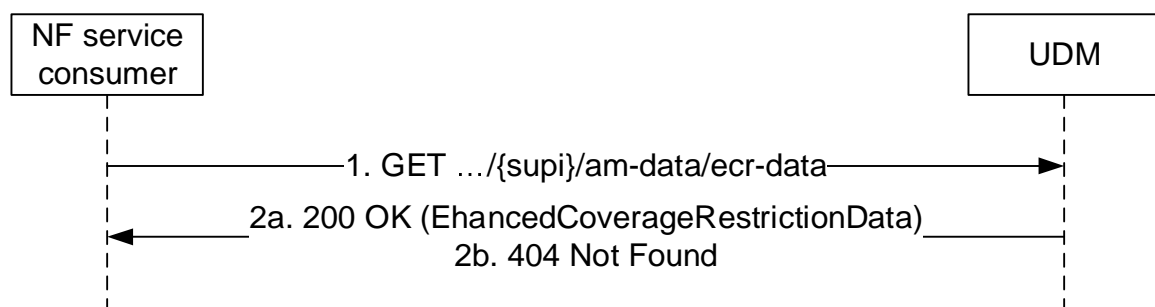 NF service
consumer
UDM
1. GET …/{supi}/am-data/ecr-data
2a. 200 OK (EhancedCoverageRestrictionData)
2b. 404 Not Found